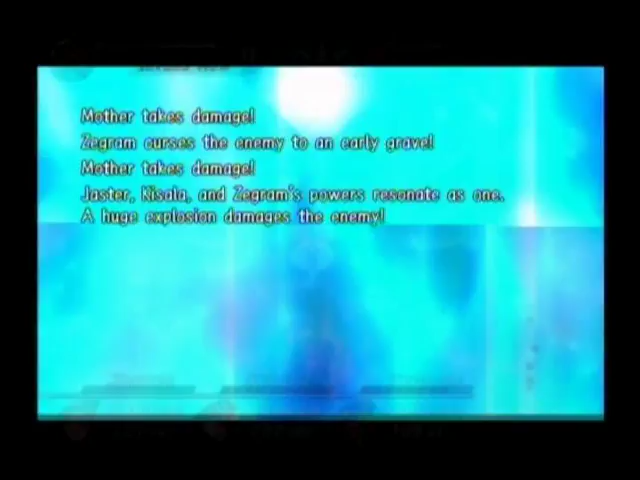 Mother takes damage!
Zegram curses the enemy to an early grave!
Mother takes damage!
Jaster, Kisala, and Zegram's powers resonate as one.
A huge explosion damages the enemy!